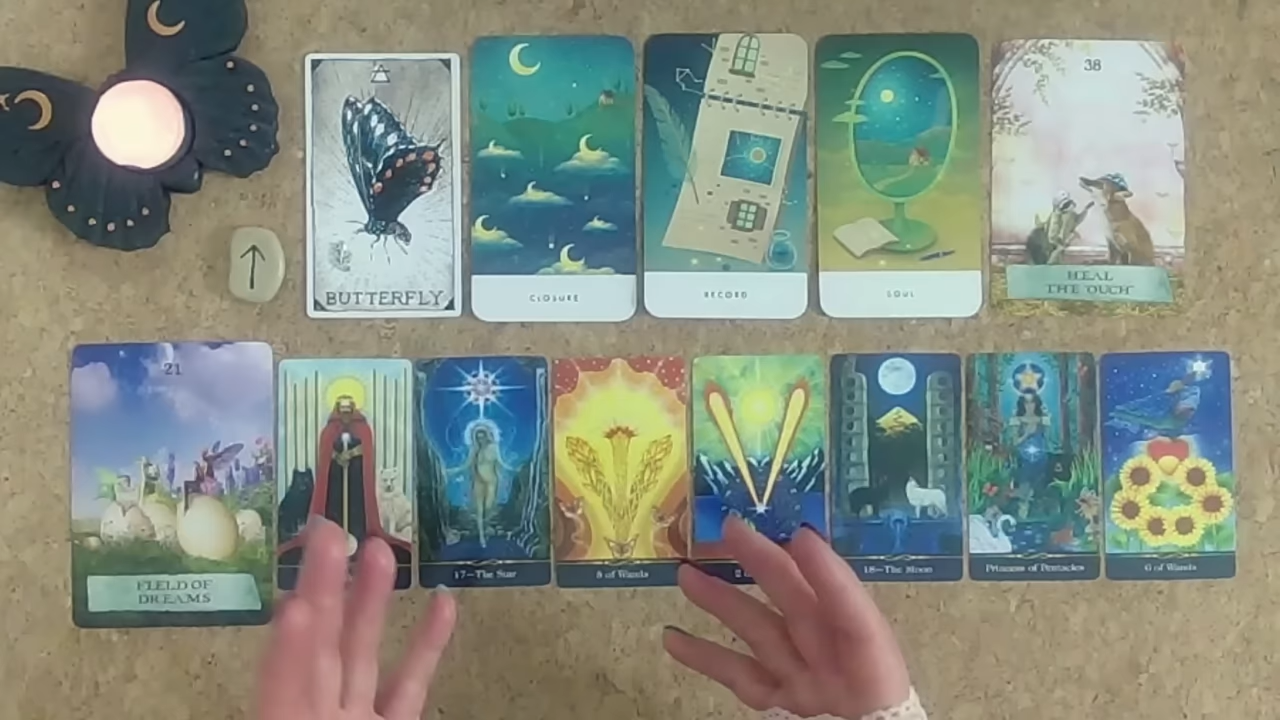 BUTTERFLY
CLOSURE
RECORD
SOUL
38
HEAL
THE "OUCH"
21
FIELD OF
DREAMS
17—The Star
8 of Wands
18—The Moon
Princess of Pentacles
6 of Wands